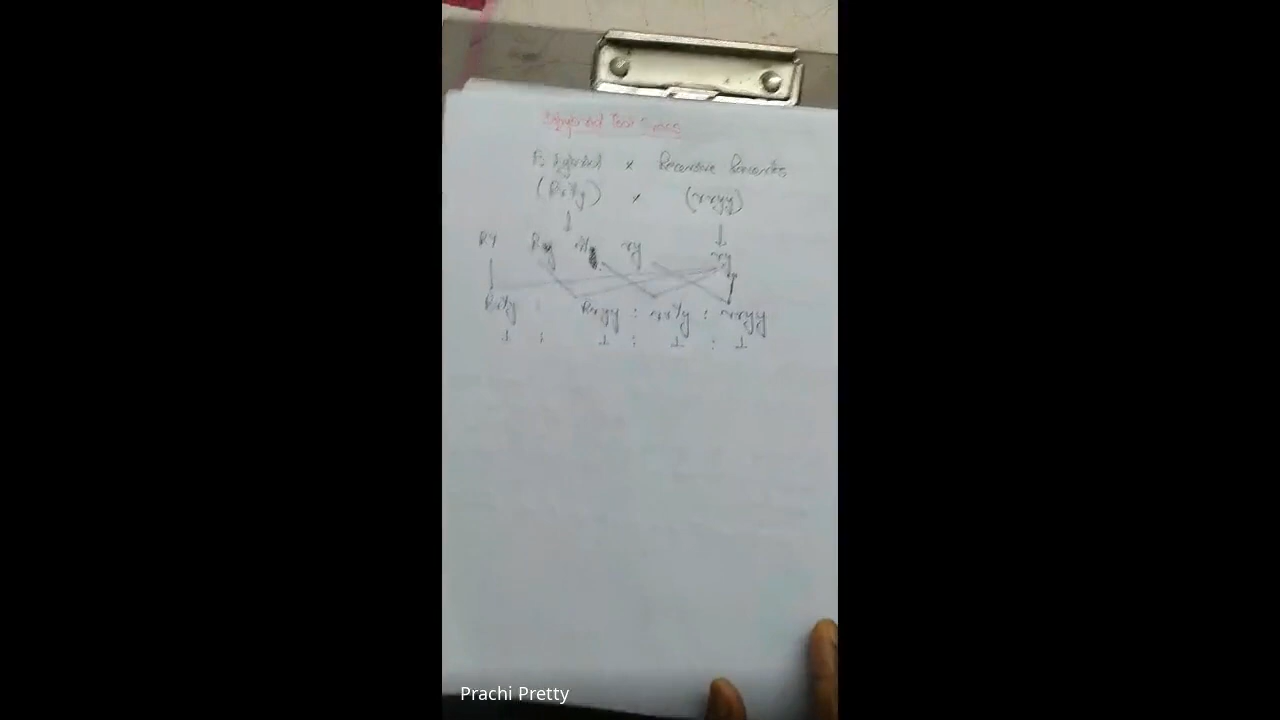 Dihybrid Test Cross
F₁ Hybrid × Recessive Parents
(RrYy) × (rryy)
RY Ry rY ry ry
RrYy : Rryy : rrYy : rryy
1 : 1 : 1 : 1
Prachi Pretty